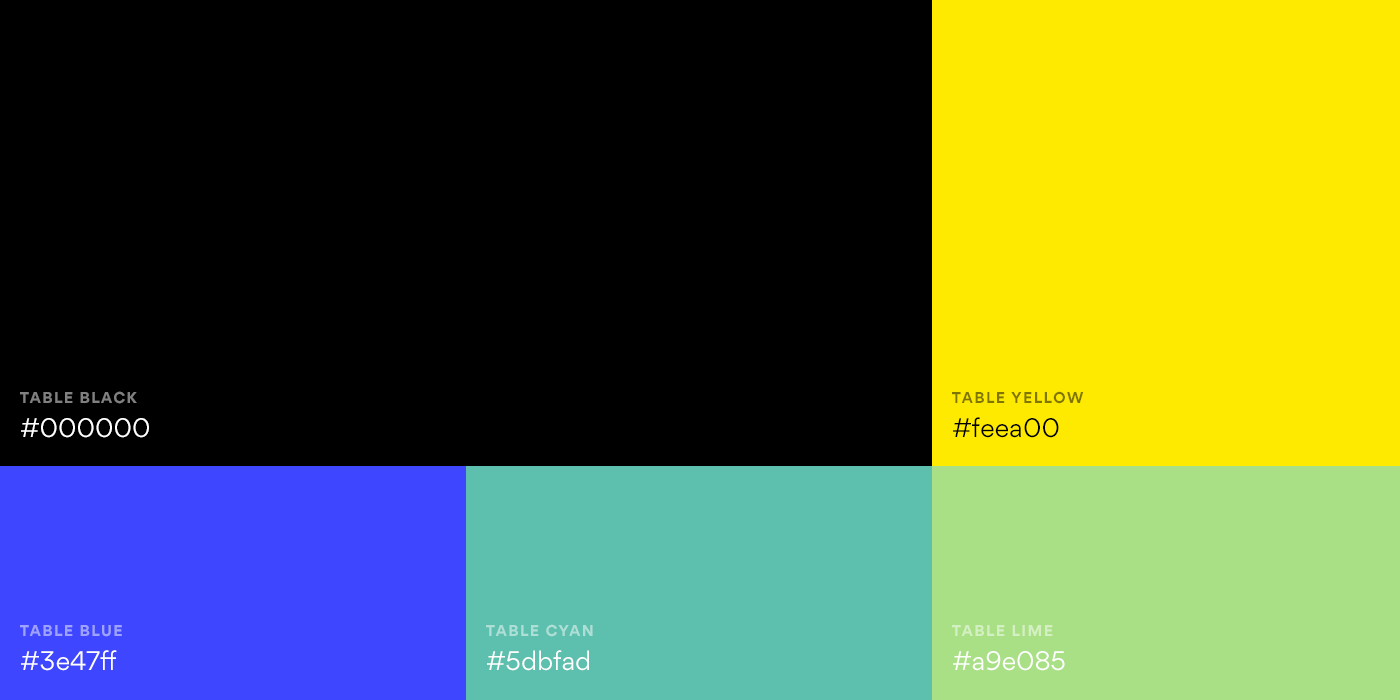 TABLE BLACK
#000000
TABLE YELLOW
#feea00
TABLE BLUE
#3e47ff
TABLE CYAN
#5dbfad
TABLE LIME
#a9e085